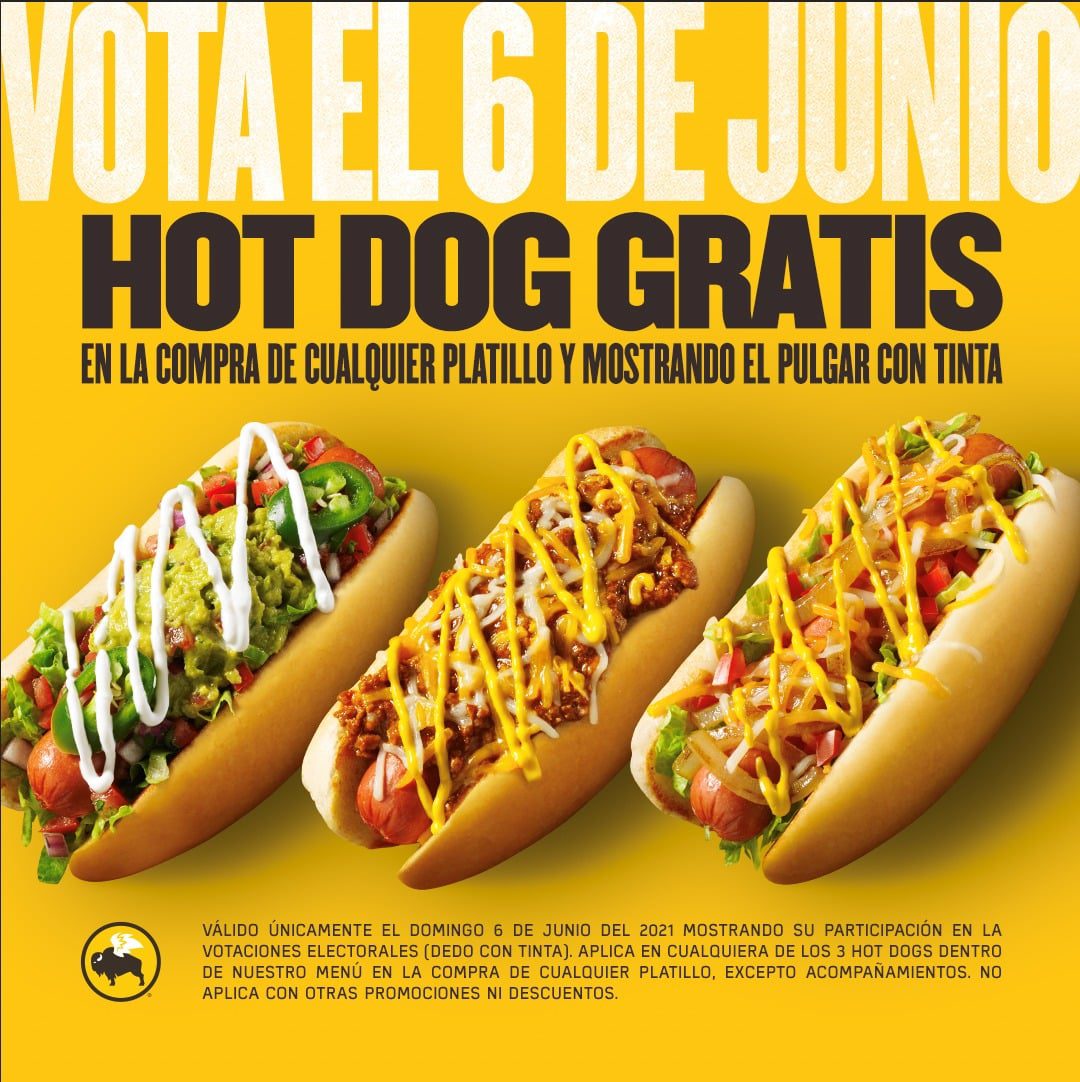 VOTA EL 6 DE JUNIO
HOT DOG GRATIS
EN LA COMPRA DE CUALQUIER PLATILLO Y MOSTRANDO EL PULGAR CON TINTA
VÁLIDO ÚNICAMENTE EL DOMINGO 6 DE JUNIO DEL 2021 MOSTRANDO SU PARTICIPACIÓN EN LA
VOTACIONES ELECTORALES (DEDO CON TINTA). APLICA EN CUALQUIERA DE LOS 3 HOT DOGS DENTRO
DE NUESTRO MENÚ EN LA COMPRA DE CUALQUIER PLATILLO, EXCEPTO ACOMPAÑAMIENTOS. NO
APLICA CON OTRAS PROMOCIONES NI DESCUENTOS.